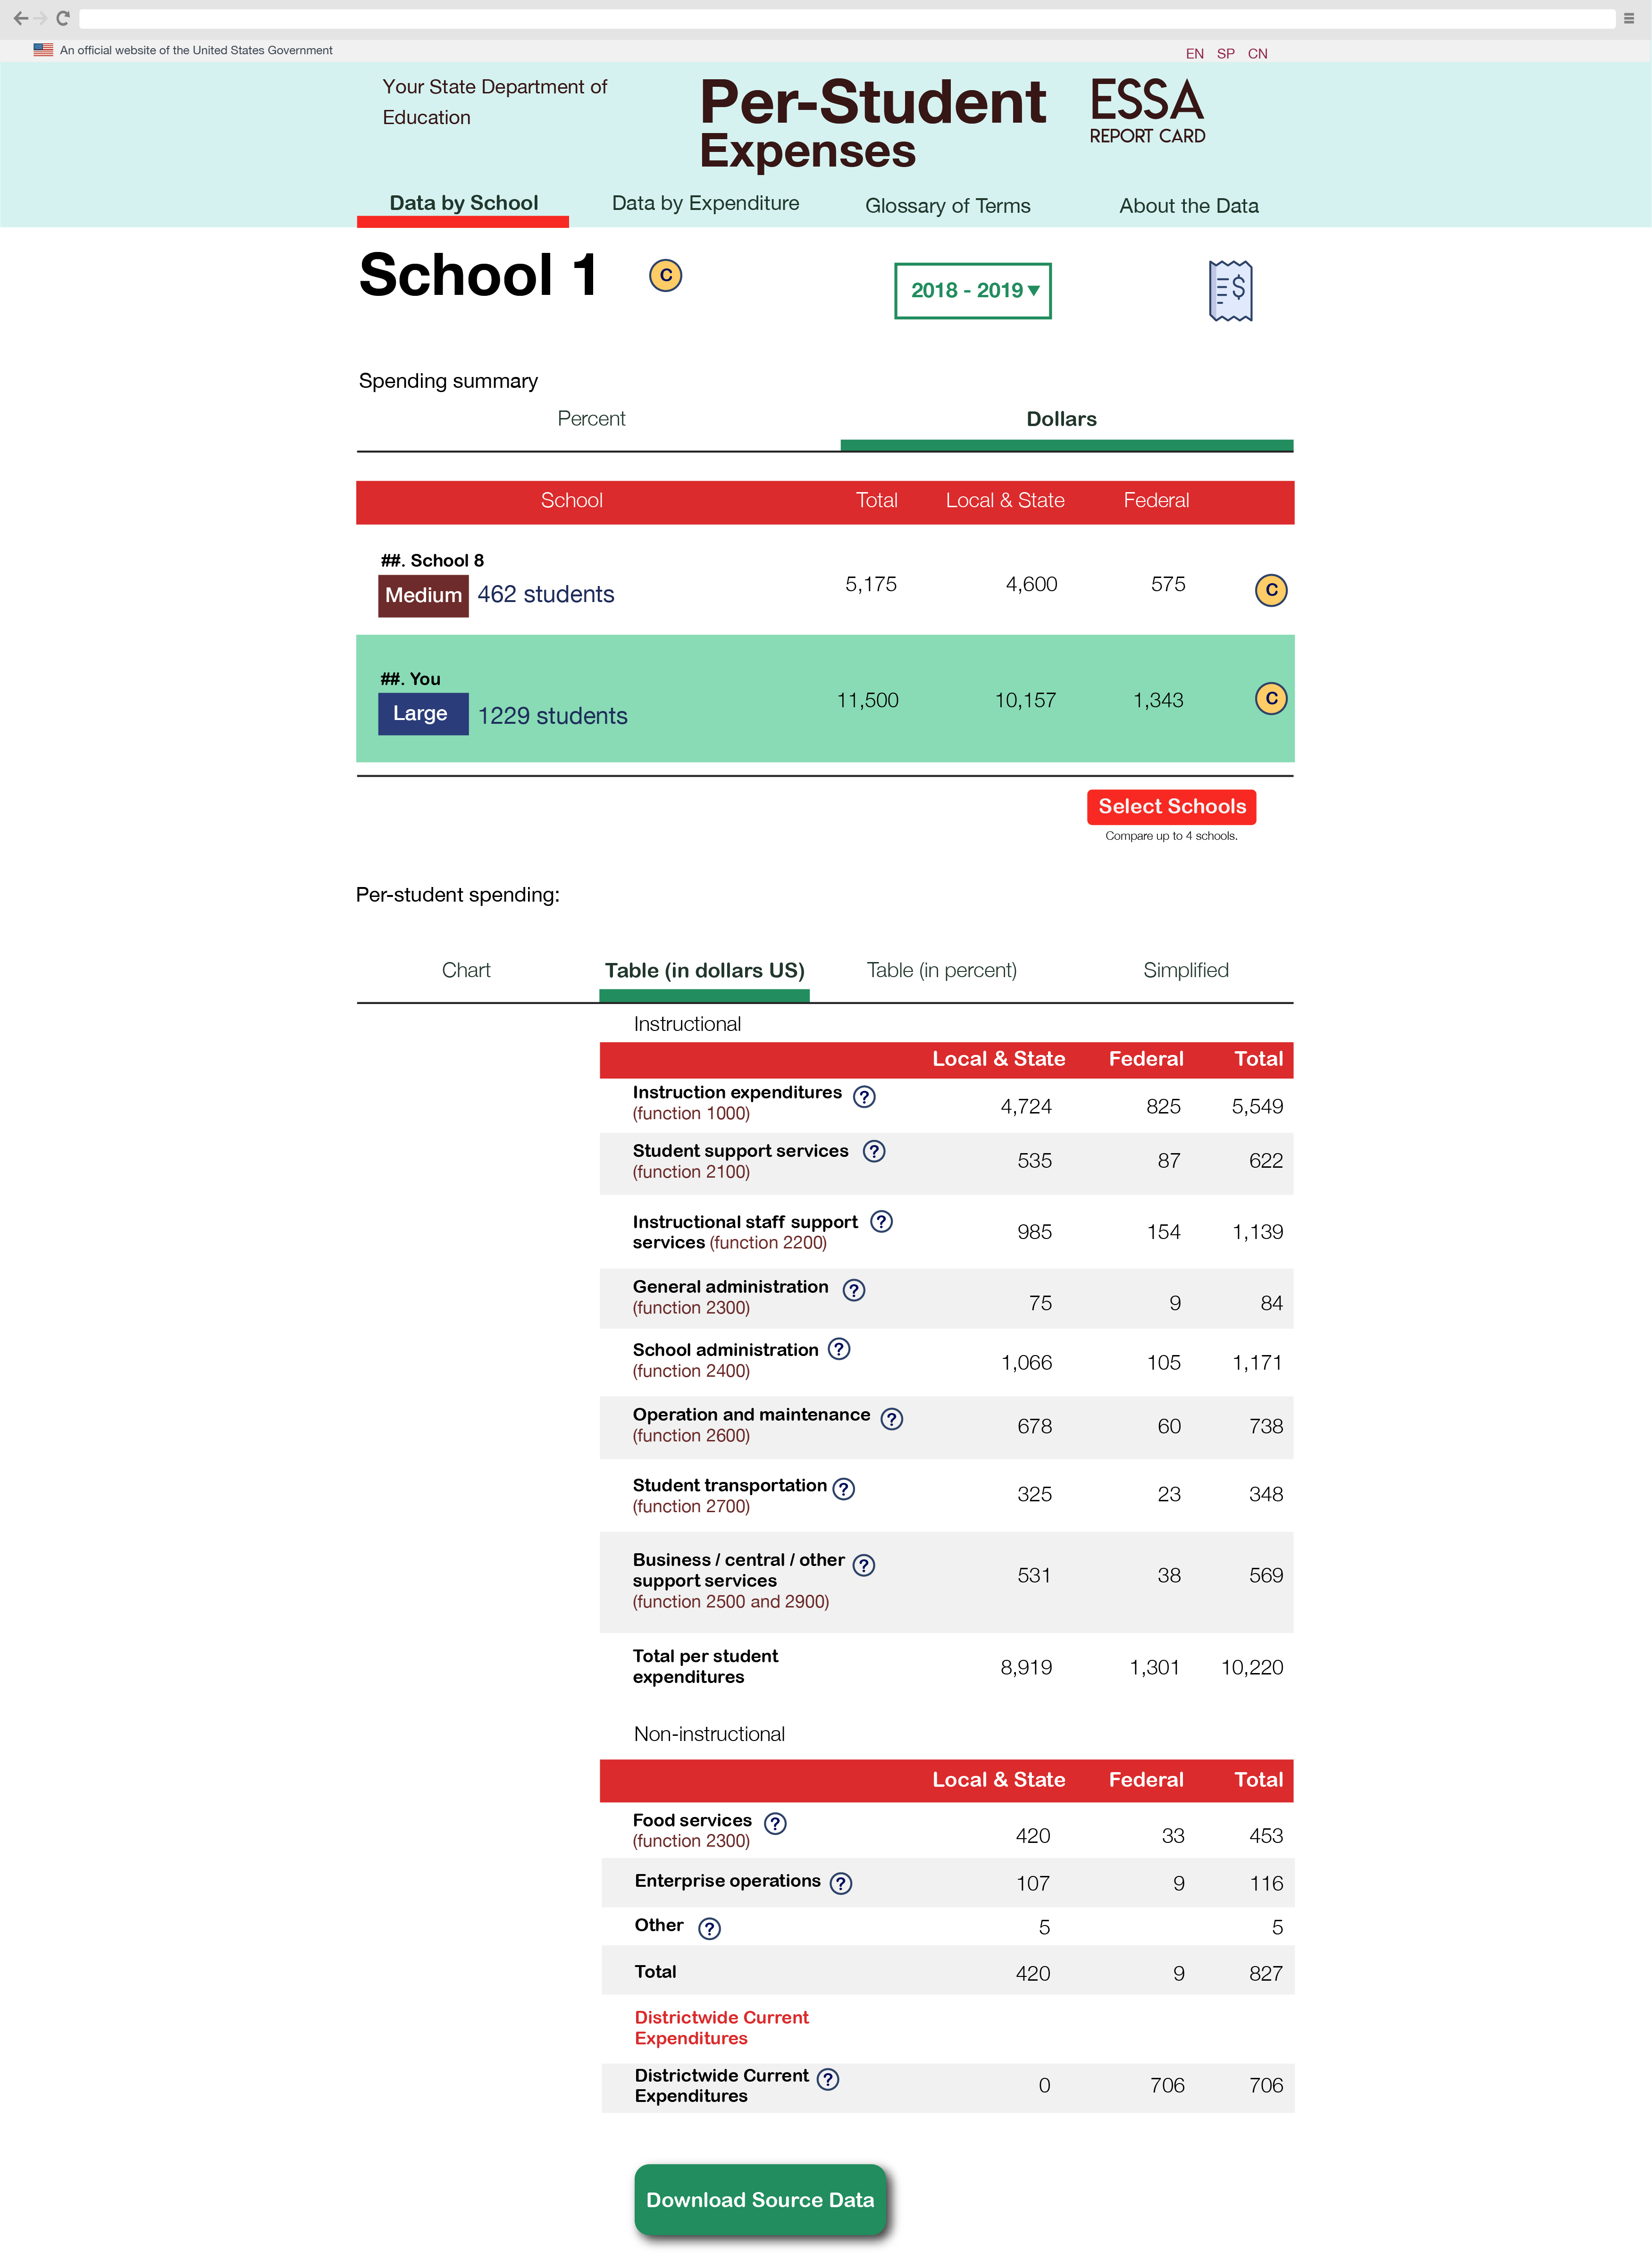 An official website of the United States Government
EN SP CN
Your State Department of
Education
Per-Student
Expenses
ESSA
REPORT CARD
Data by School Data by Expenditure Glossary of Terms About the Data
School 1 C 2018 - 2019 $
Spending summary
Percent Dollars
School Total Local & State Federal
##. School 8
Medium 462 students 5,175 4,600 575 C
##. You
Large 1229 students 11,500 10,157 1,343 C
Select Schools
Compare up to 4 schools.
Per-student spending:
Chart Table (in dollars US) Table (in percent) Simplified
Instructional
Local & State Federal Total
Instruction expenditures ?
(function 1000) 4,724 825 5,549
Student support services ?
(function 2100) 535 87 622
Instructional staff support ?
services (function 2200) 985 154 1,139
General administration ?
(function 2300) 75 9 84
School administration ?
(function 2400) 1,066 105 1,171
Operation and maintenance ?
(function 2600) 678 60 738
Student transportation ?
(function 2700) 325 23 348
Business / central / other ?
support services 531 38 569
(function 2500 and 2900)
Total per student
expenditures 8,919 1,301 10,220
Non-instructional
Local & State Federal Total
Food services ?
(function 2300) 420 33 453
Enterprise operations ? 107 9 116
Other ? 5 5
Total 420 9 827
Districtwide Current
Expenditures
Districtwide Current ?
Expenditures 0 706 706
Download Source Data